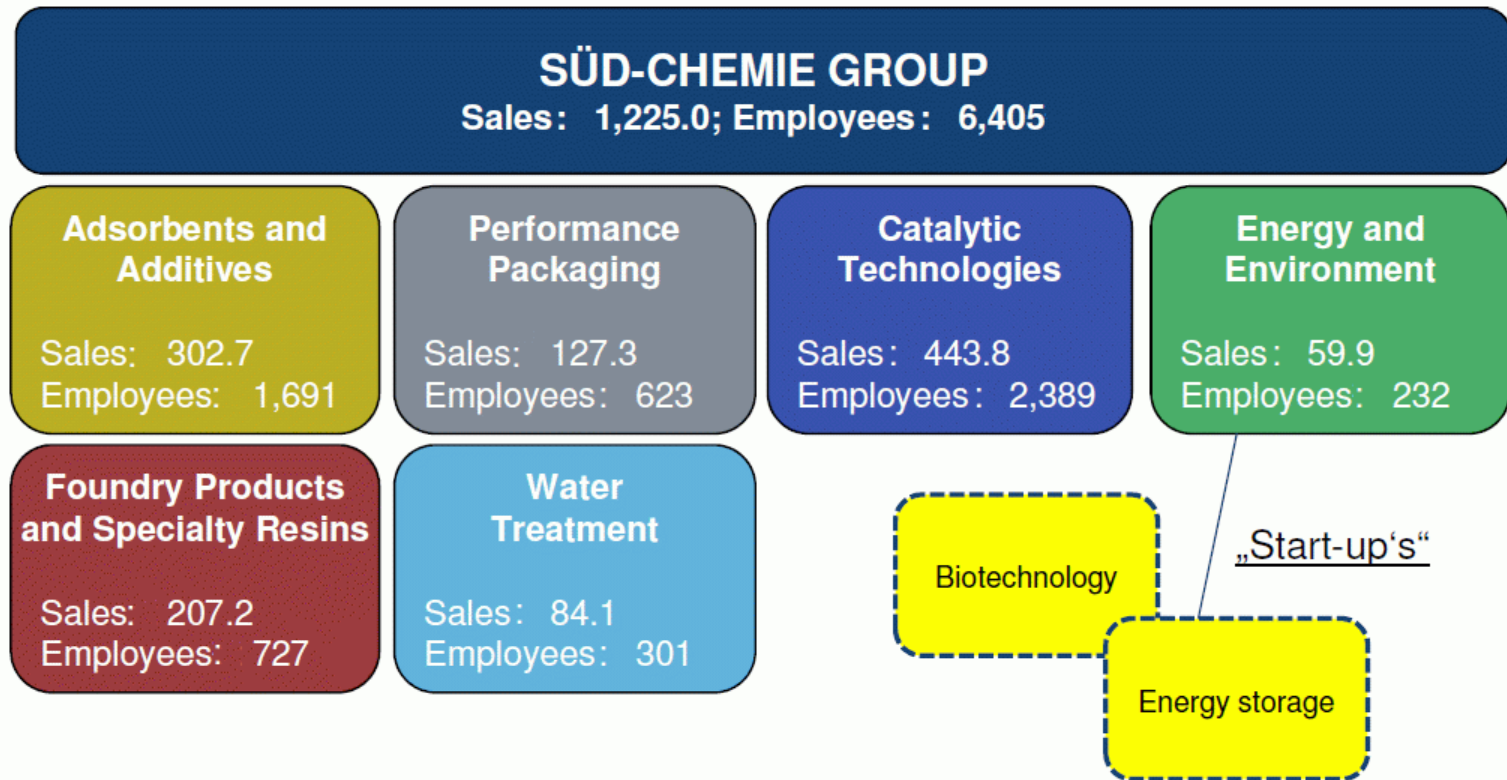 SÜD-CHEMIE GROUP
Sales: 1,225.0; Employees: 6,405
Adsorbents and
Additives
Sales: 302.7
Employees: 1,691
Performance
Packaging
Sales: 127.3
Employees: 623
Catalytic
Technologies
Sales: 443.8
Employees: 2,389
Energy and
Environment
Sales: 59.9
Employees: 232
Foundry Products
and Specialty Resins
Sales: 207.2
Employees: 727
Water
Treatment
Sales: 84.1
Employees: 301
Biotechnology
„Start-up‘s“
Energy storage